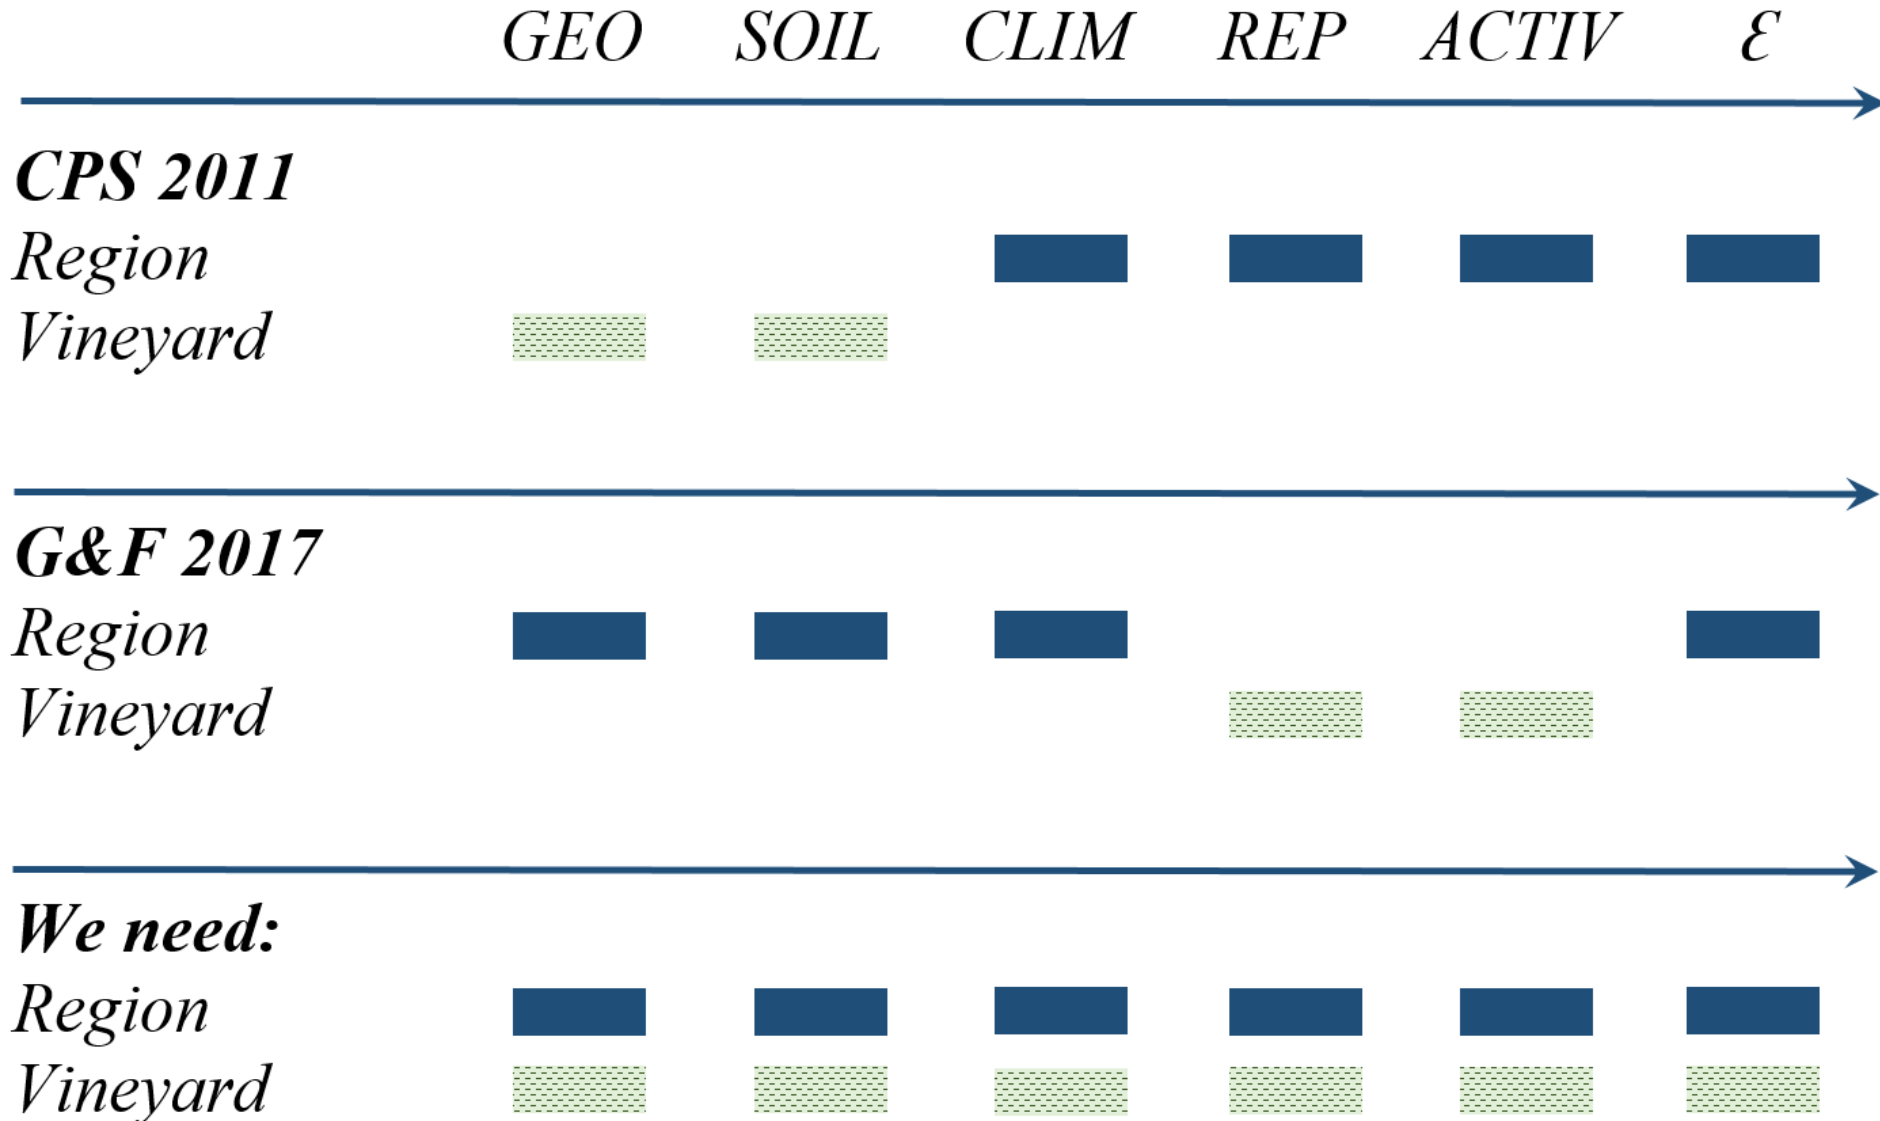 GEO SOIL CLIM REP ACTIV ℰ
CPS 2011
Region
Vineyard
G&F 2017
Region
Vineyard
We need:
Region
Vineyard